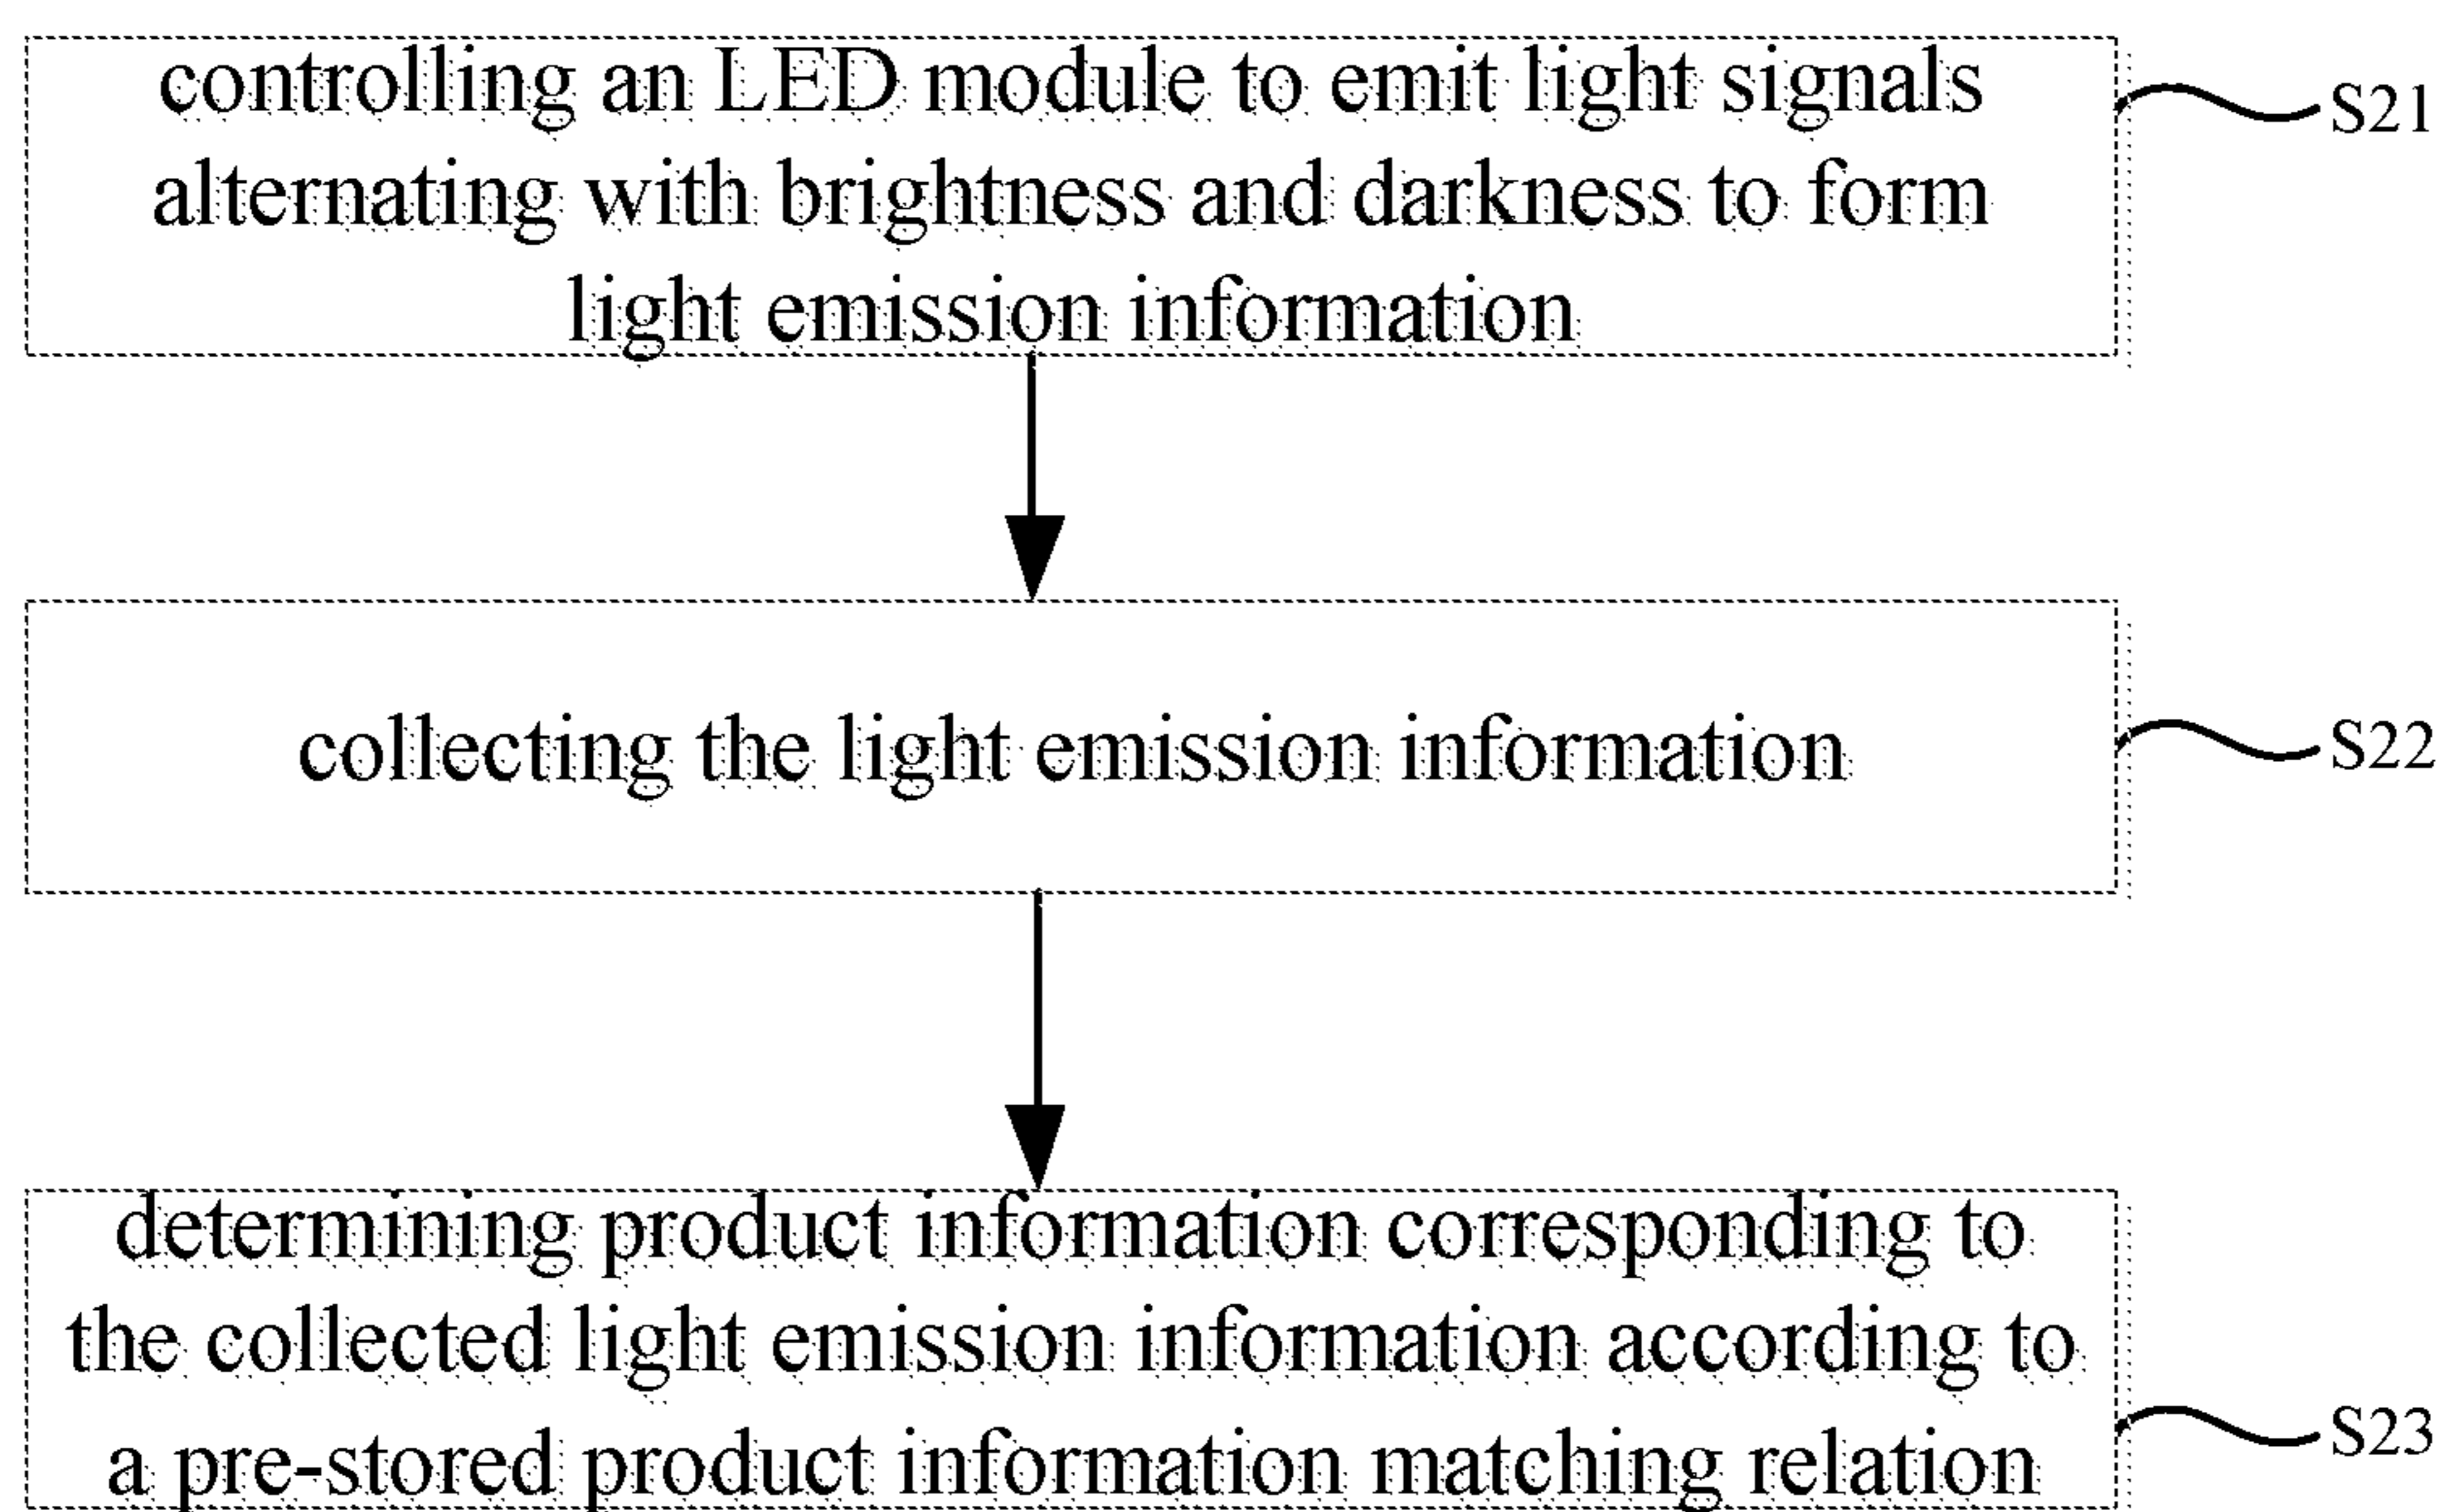 controlling an LED module to emit light signals
S21
alternating with brightness and darkness to form
light emission information
collecting the light emission information
S22
determining product information corresponding to
the collected light emission information according to
a pre-stored product information matching relation
S23